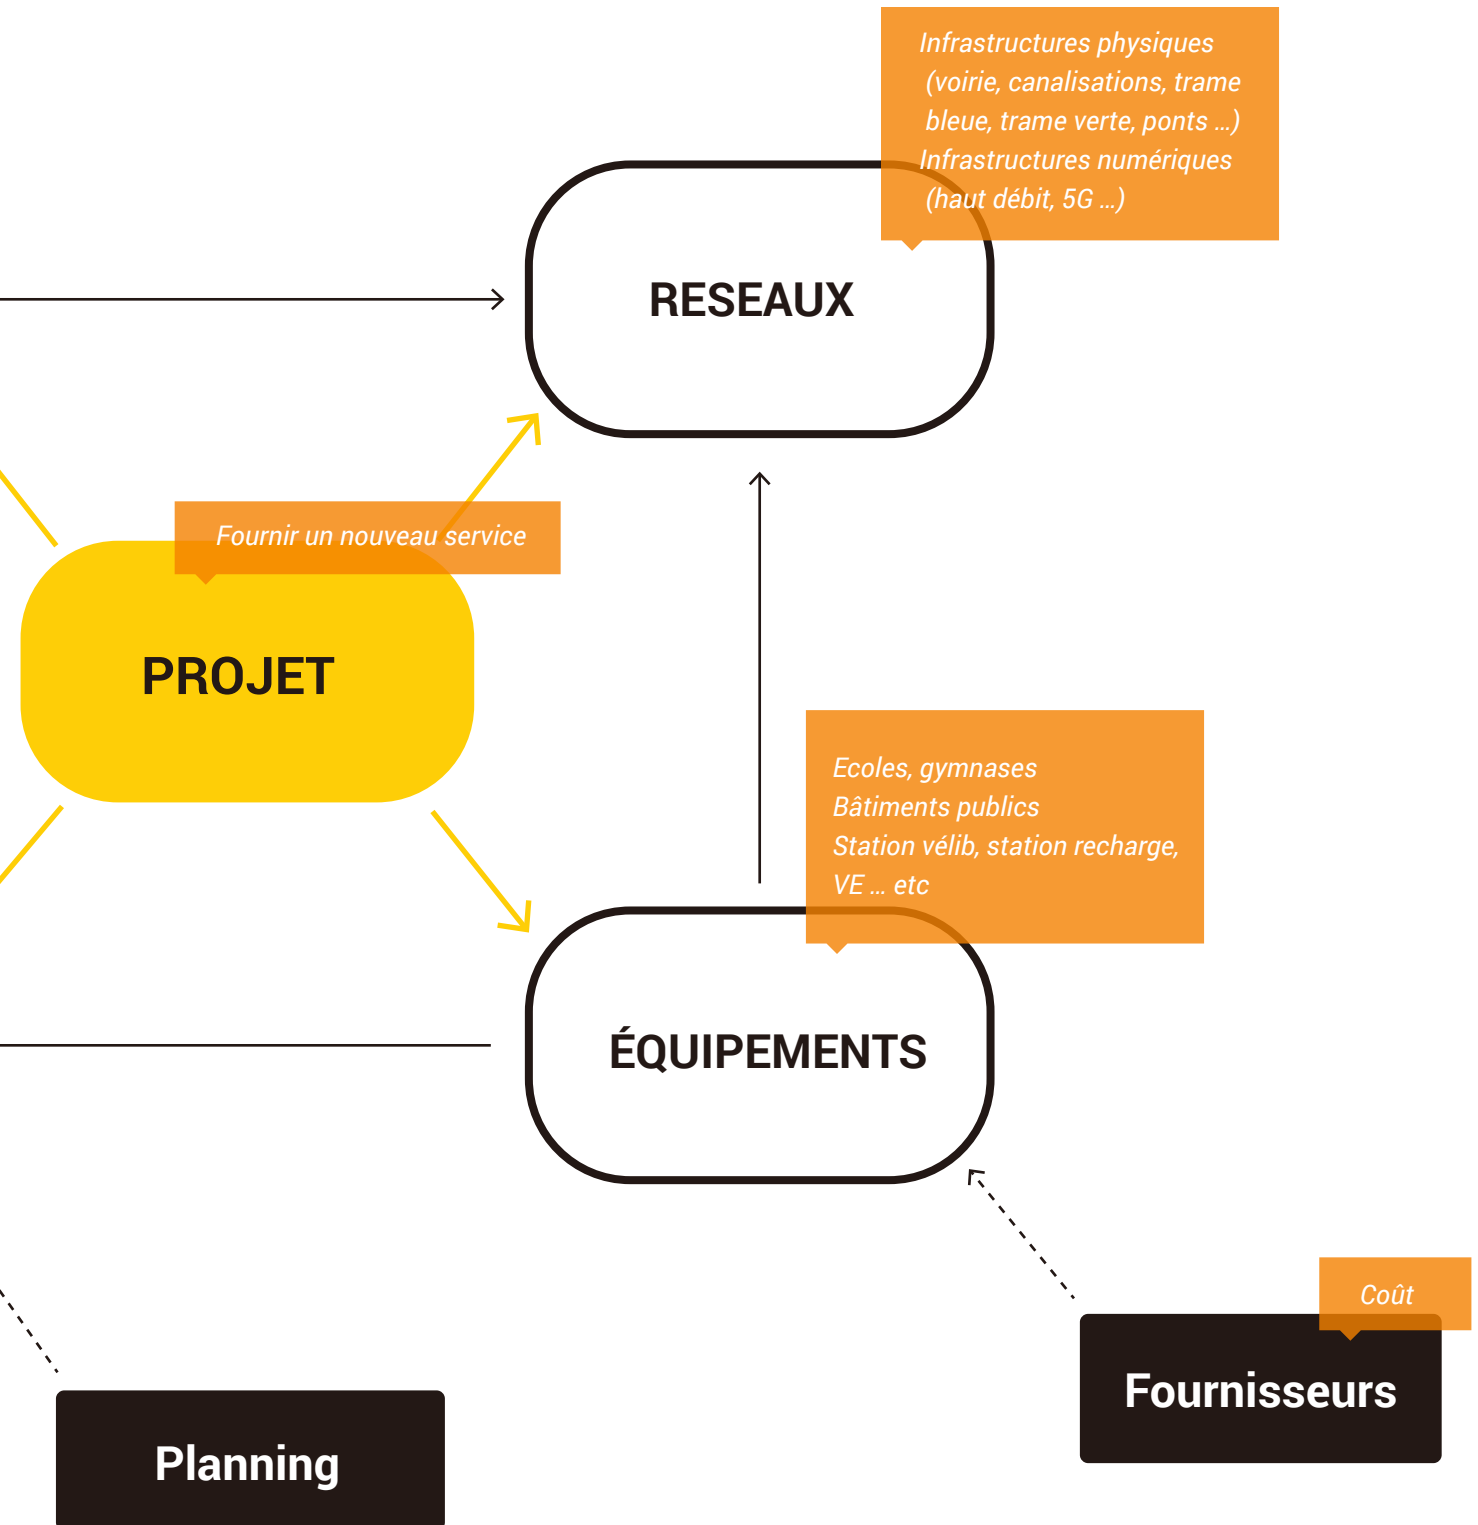 Infrastructures physiques
(voirie, canalisations, trame
bleue, trame verte, ponts ...)
Infrastructures numériques
(haut débit, 5G ...)
RESEAUX
Fournir un nouveau service
PROJET
Ecoles, gymnases
Bâtiments publics
Station vélib, station recharge,
VE ... etc
ÉQUIPEMENTS
Coût
Fournisseurs
Planning